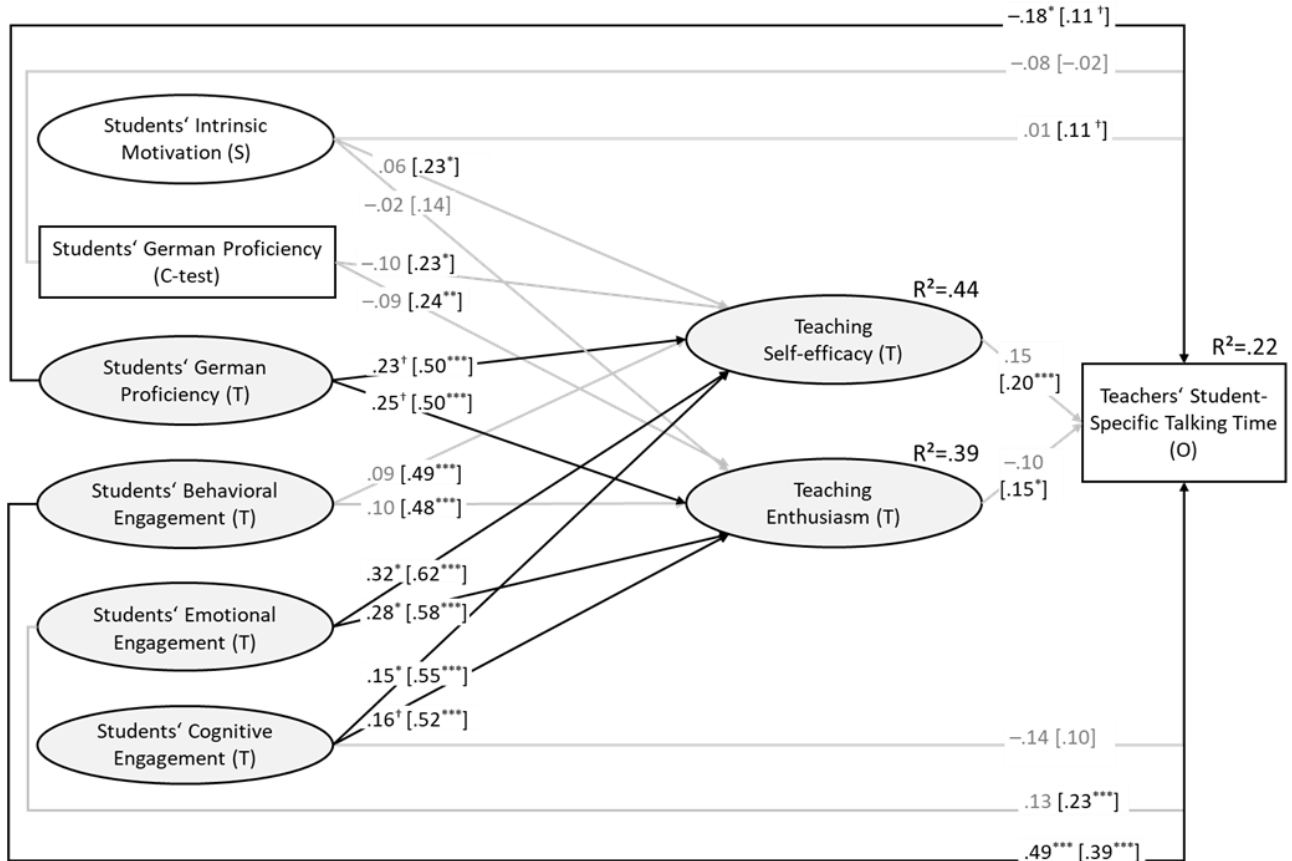 −.18* [.11 †]
−.08 [−.02]
Students‘ Intrinsic
Motivation (S)
.01 [.11 †]
.06 [.23*]
−.02 [.14]
Students‘ German Proficiency
(C-test)
−.10 [.23*]
−.09 [.24**]
R²=.44
Teaching
Self-efficacy (T)
Students‘ German
Proficiency (T)
.23† [.50***]
.25† [.50***]
.15
[.20***]
R²=.22
Teachers‘ Student-
Specific Talking Time
(O)
R²=.39
Teaching
Enthusiasm (T)
−.10
[.15*]
Students‘ Behavioral
Engagement (T)
.09 [.49***]
.10 [.48***]
Students‘ Emotional
Engagement (T)
.32* [.62***]
.28* [.58***]
Students‘ Cognitive
Engagement (T)
.15* [.55***]
.16† [.52***]
−.14 [.10]
.13 [.23***]
.49*** [.39***]